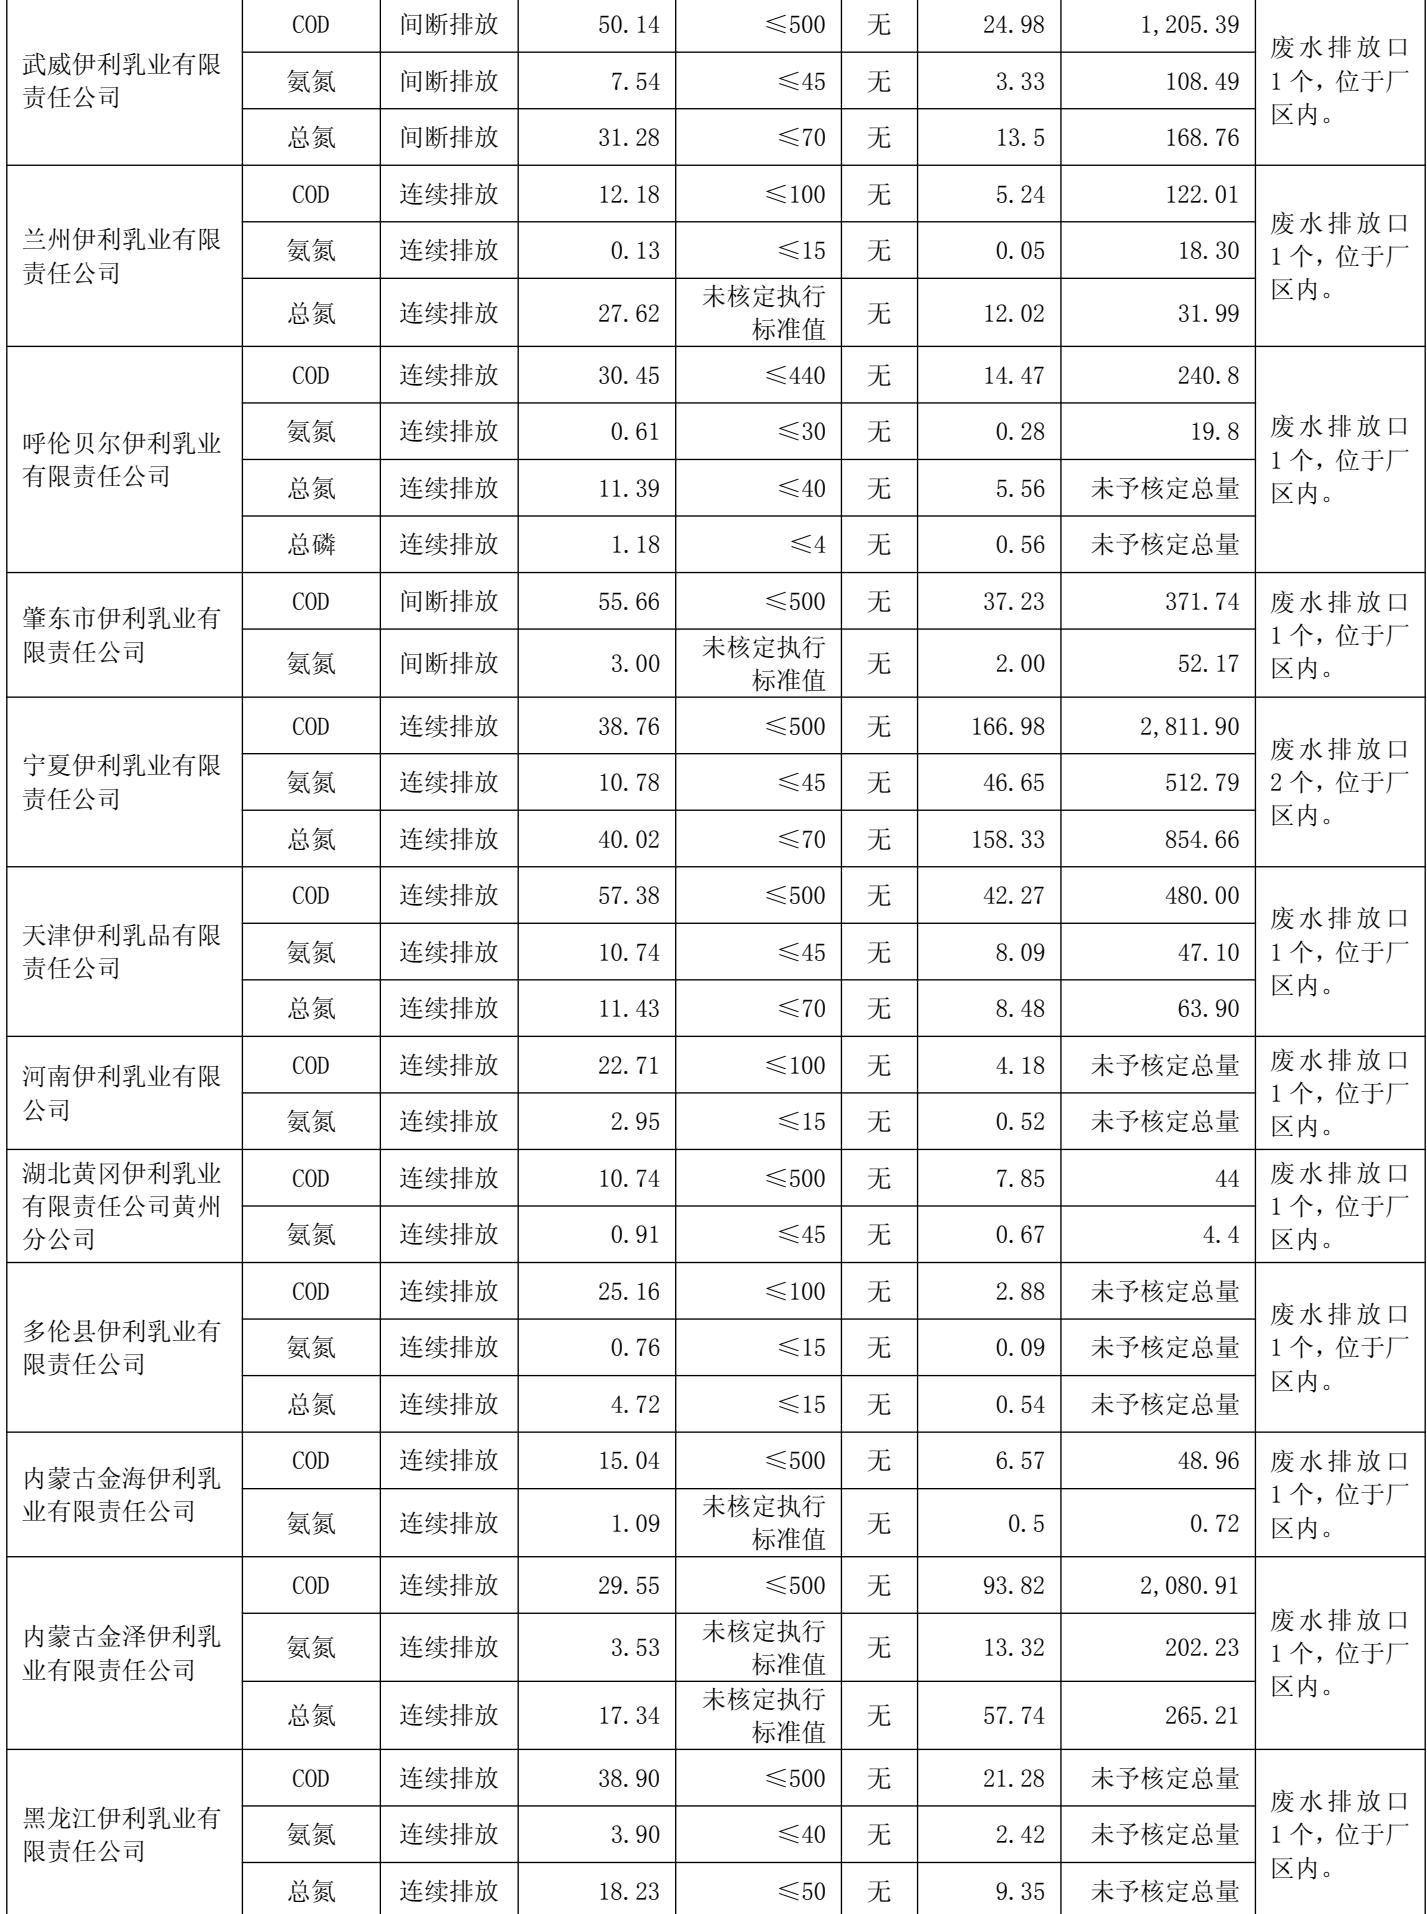 武威伊利乳业有限
责任公司
COD 间断排放 50.14 ≤500 无 24.98 1,205.39
氨氮 间断排放 7.54 ≤45 无 3.33 108.49
总氮 间断排放 31.28 ≤70 无 13.5 168.76
废水排放口
1个，位于厂
区内。
兰州伊利乳业有限
责任公司
COD 连续排放 12.18 ≤100 无 5.24 122.01
氨氮 连续排放 0.13 ≤15 无 0.05 18.30
总氮 连续排放 27.62 未核定执行
标准值 无 12.02 31.99
废水排放口
1个，位于厂
区内。
呼伦贝尔伊利乳业
有限责任公司
COD 连续排放 30.45 ≤440 无 14.47 240.8
氨氮 连续排放 0.61 ≤30 无 0.28 19.8
总氮 连续排放 11.39 ≤40 无 5.56 未予核定总量
总磷 连续排放 1.18 ≤4 无 0.56 未予核定总量
废水排放口
1个，位于厂
区内。
肇东市伊利乳业有
限责任公司
COD 间断排放 55.66 ≤500 无 37.23 371.74
氨氮 间断排放 3.00 未核定执行
标准值 无 2.00 52.17
废水排放口
1个，位于厂
区内。
宁夏伊利乳业有限
责任公司
COD 连续排放 38.76 ≤500 无 166.98 2,811.90
氨氮 连续排放 10.78 ≤45 无 46.65 512.79
总氮 连续排放 40.02 ≤70 无 158.33 854.66
废水排放口
2个，位于厂
区内。
天津伊利乳品有限
责任公司
COD 连续排放 57.38 ≤500 无 42.27 480.00
氨氮 连续排放 10.74 ≤45 无 8.09 47.10
总氮 连续排放 11.43 ≤70 无 8.48 63.90
废水排放口
1个，位于厂
区内。
河南伊利乳业有限
公司
COD 连续排放 22.71 ≤100 无 4.18 未予核定总量
氨氮 连续排放 2.95 ≤15 无 0.52 未予核定总量
废水排放口
1个，位于厂
区内。
湖北黄冈伊利乳业
有限责任公司黄州
分公司
COD 连续排放 10.74 ≤500 无 7.85 44
氨氮 连续排放 0.91 ≤45 无 0.67 4.4
废水排放口
1个，位于厂
区内。
多伦县伊利乳业有
限责任公司
COD 连续排放 25.16 ≤100 无 2.88 未予核定总量
氨氮 连续排放 0.76 ≤15 无 0.09 未予核定总量
总氮 连续排放 4.72 ≤15 无 0.54 未予核定总量
废水排放口
1个，位于厂
区内。
内蒙古金海伊利乳
业有限责任公司
COD 连续排放 15.04 ≤500 无 6.57 48.96
氨氮 连续排放 1.09 未核定执行
标准值 无 0.5 0.72
废水排放口
1个，位于厂
区内。
内蒙古金泽伊利乳
业有限责任公司
COD 连续排放 29.55 ≤500 无 93.82 2,080.91
氨氮 连续排放 3.53 未核定执行
标准值 无 13.32 202.23
总氮 连续排放 17.34 未核定执行
标准值 无 57.74 265.21
废水排放口
1个，位于厂
区内。
黑龙江伊利乳业有
限责任公司
COD 连续排放 38.90 ≤500 无 21.28 未予核定总量
氨氮 连续排放 3.90 ≤40 无 2.42 未予核定总量
总氮 连续排放 18.23 ≤50 无 9.35 未予核定总量
废水排放口
1个，位于厂
区内。